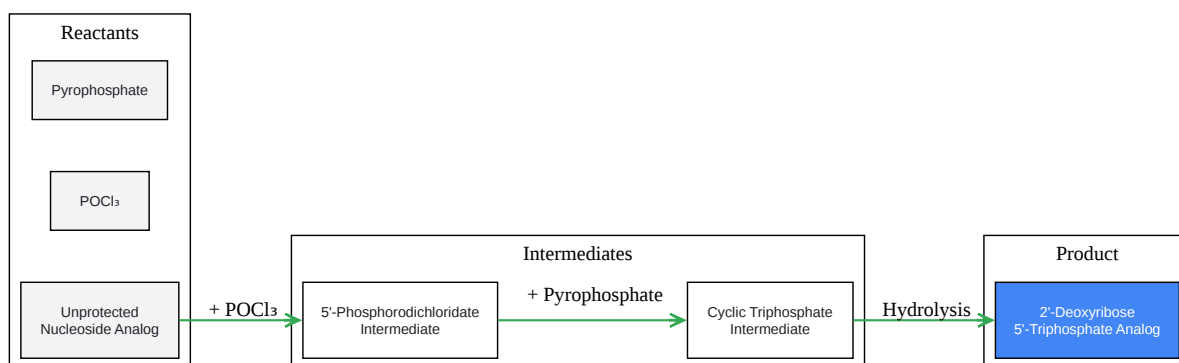 Reactants
Pyrophosphate
POCl₃
Unprotected
Nucleoside Analog
+ POCl₃
Intermediates
5'-Phosphorodichloridate
Intermediate
+ Pyrophosphate
Cyclic Triphosphate
Intermediate
Hydrolysis
Product
2'-Deoxyribose
5'-Triphosphate Analog